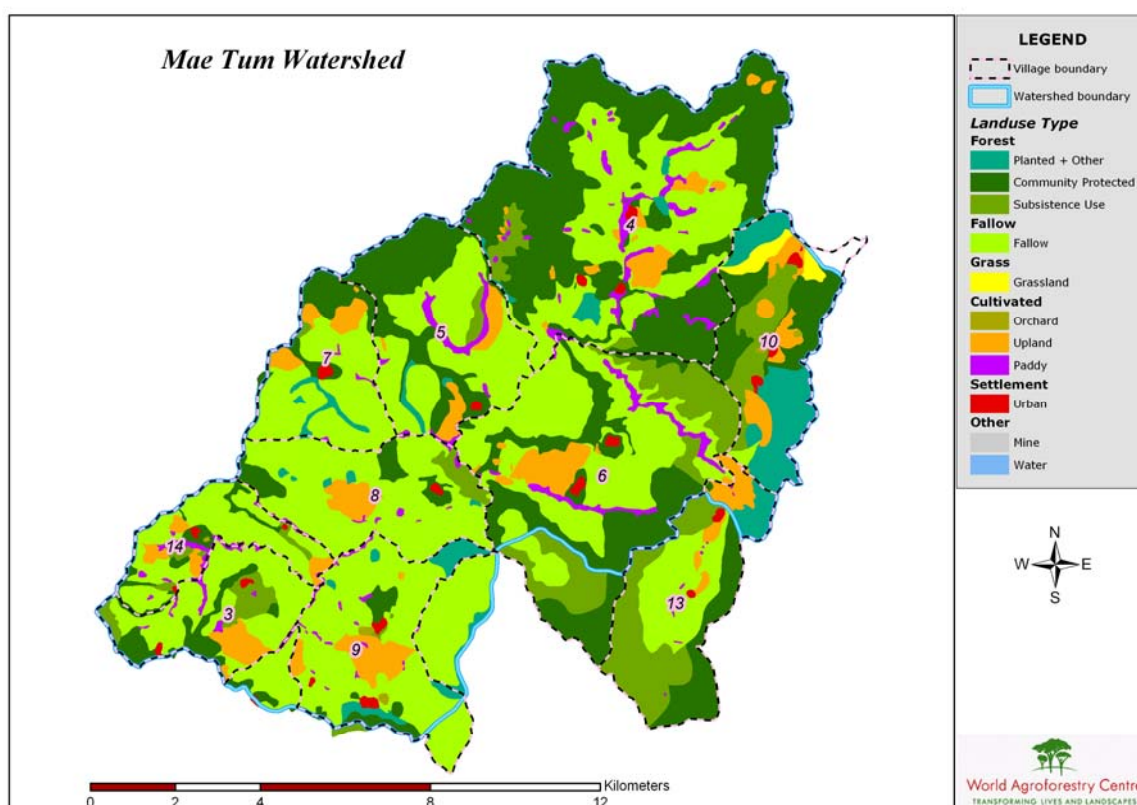 Mae Tum Watershed
4
5
10
7
6
8
14
13
3
9
Kilometers
0
2
4
8
12
LEGEND
Village boundary
Watershed boundary
Landuse Type
Forest
Planted + Other
Community Protected
Subsistence Use
Fallow
Fallow
Grass
Grassland
Cultivated
Orchard
Upland
Paddy
Settlement
Urban
Other
Mine
Water
N
W E
S
World Agroforestry Centre
TRANSFORMING LIVES AND LANDSCAPES